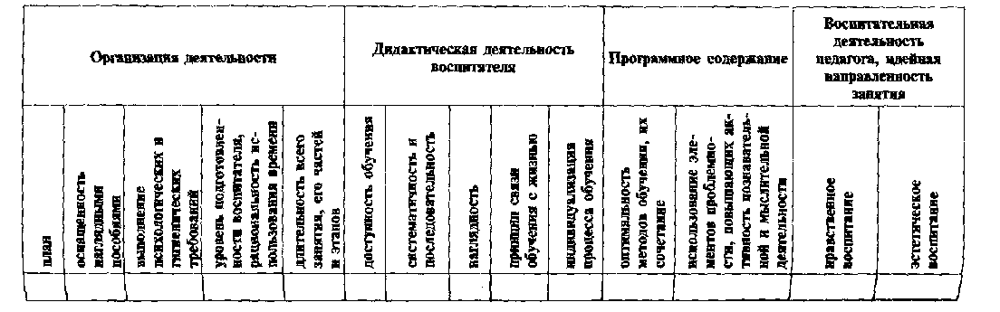 Организация деятельности
Дидактическая деятельность
воспитателя
Программное содержание
Воспитательная
деятельность
педагога, идейная
направленность
занятия
план
оснащенность
наглядными
пособиями
выполнение
психологических и
гигиенических
требований
уровень подготовлен-
ности воспитателя,
рациональность ис-
пользования времени
длительность всего
занятия, его частей
и этапов
доступность обучения
систематичность и
последовательность
наглядность
принцип связи
обучения с жизнью
индивидуализация
процесса обучения
оптимальность
методов обучения, их
сочетание
использование эле-
ментов проблемно-
сти, повышающих ак-
тивность познаватель-
ной и мыслительной
деятельности
нравственное
воспитание
эстетическое
воспитание